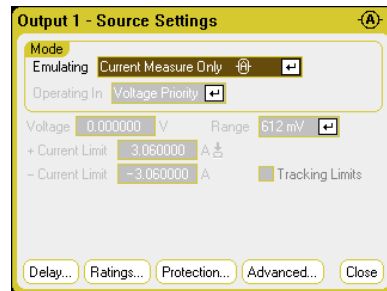 Output 1 - Source Settings A
Mode
Emulating Current Measure Only A
Operating In Voltage Priority
Voltage 0.000000 V Range 612 mV
+ Current Limit 3.060000 A
- Current Limit -3.060000 A Tracking Limits
Delay... Ratings... Protection... Advanced... Close